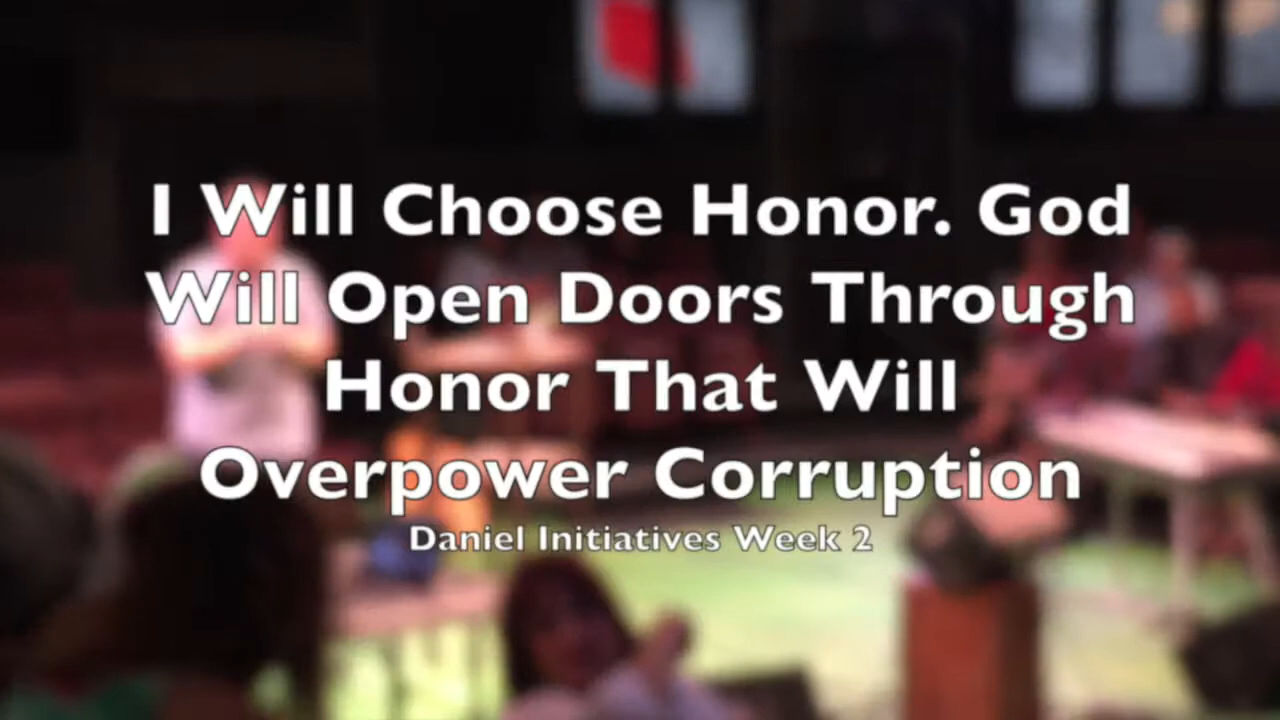 I Will Choose Honor. God
Will Open Doors Through
Honor That Will
Overpower Corruption
Daniel Initiatives Week 2